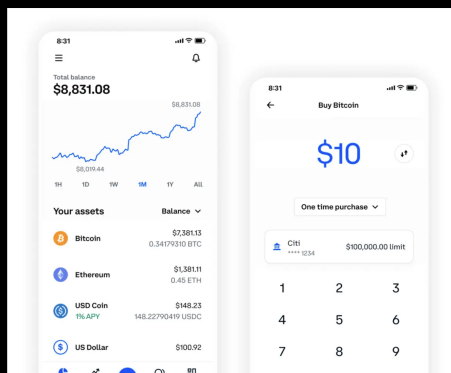 8:31
Total balance
$8,831.08
$8,831.08
$8,019.44
1H 1D 1W 1M 1Y All
Your assets Balance
Bitcoin $7,381.13
0.34179310 BTC
Ethereum $1,381.11
0.45 ETH
USD Coin $148.23
1% APY 148.22790419 USDC
US Dollar $100.92
8:31
Buy Bitcoin
$10
One time purchase
Citi $100,000.00 limit
**** 1234
1 2 3
4 5 6
7 8 9